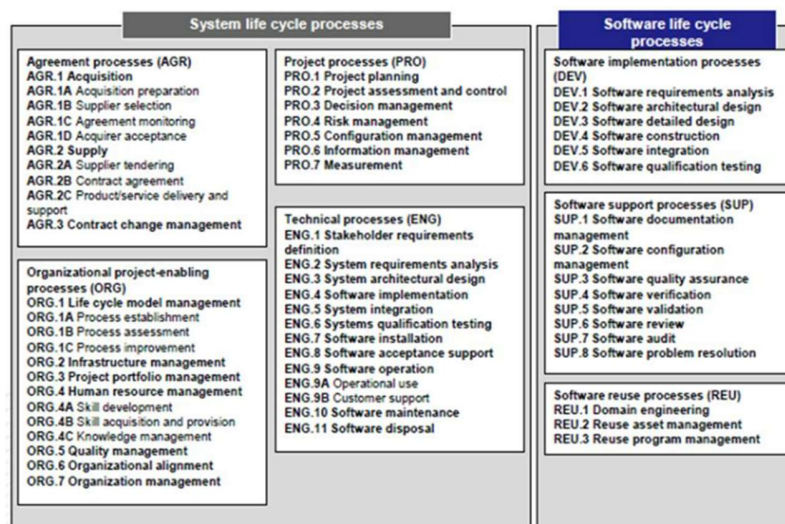 System life cycle processes
Agreement processes (AGR)
AGR.1 Acquisition
AGR.1A Acquisition preparation
AGR.1B Supplier selection
AGR.1C Agreement monitoring
AGR.1D Acquirer acceptance
AGR.2 Supply
AGR.2A Supplier tendering
AGR.2B Contract agreement
AGR.2C Product/service delivery and
support
AGR.3 Contract change management
Organizational project-enabling
processes (ORG)
ORG.1 Life cycle model management
ORG.1A Process establishment
ORG.1B Process assessment
ORG.1C Process improvement
ORG.2 Infrastructure management
ORG.3 Project portfolio management
ORG.4 Human resource management
ORG.4A Skill development
ORG.4B Skill acquisition and provision
ORG.4C Knowledge management
ORG.5 Quality management
ORG.6 Organizational alignment
ORG.7 Organization management
Project processes (PRO)
PRO.1 Project planning
PRO.2 Project assessment and control
PRO.3 Decision management
PRO.4 Risk management
PRO.5 Configuration management
PRO.6 Information management
PRO.7 Measurement
Technical processes (ENG)
ENG.1 Stakeholder requirements
definition
ENG.2 System requirements analysis
ENG.3 System architectural design
ENG.4 Software implementation
ENG.5 System integration
ENG.6 Systems qualification testing
ENG.7 Software installation
ENG.8 Software acceptance support
ENG.9 Software operation
ENG.9A Operational use
ENG.9B Customer support
ENG.10 Software maintenance
ENG.11 Software disposal
Software life cycle
processes
Software implementation processes
(DEV)
DEV.1 Software requirements analysis
DEV.2 Software architectural design
DEV.3 Software detailed design
DEV.4 Software construction
DEV.5 Software integration
DEV.6 Software qualification testing
Software support processes (SUP)
SUP.1 Software documentation
management
SUP.2 Software configuration
management
SUP.3 Software quality assurance
SUP.4 Software verification
SUP.5 Software validation
SUP.6 Software review
SUP.7 Software audit
SUP.8 Software problem resolution
Software reuse processes (REU)
REU.1 Domain engineering
REU.2 Reuse asset management
REU.3 Reuse program management